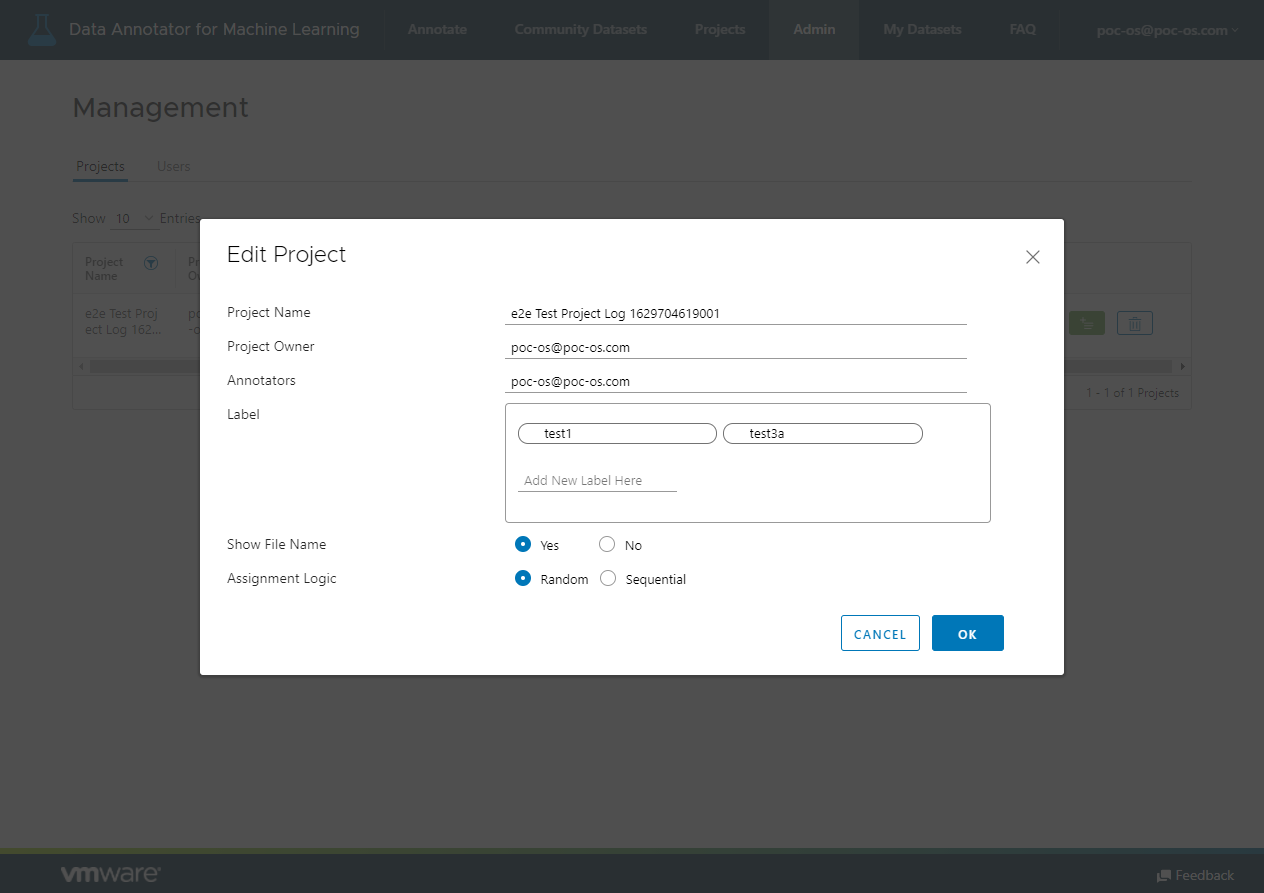 Data Annotator for Machine Learning Annotate Community Datasets Projects Admin My Datasets FAQ poc-os@poc-os.com
Management
Projects Users
Show 10 Entries
Project
Name
e2e Test Proj
ect Log 162...
1 - 1 of 1 Projects
Edit Project
Project Name e2e Test Project Log 1629704619001
Project Owner poc-os@poc-os.com
Annotators poc-os@poc-os.com
Label test1 test3a
Add New Label Here
Show File Name Yes No
Assignment Logic Random Sequential
CANCEL OK
vmware Feedback